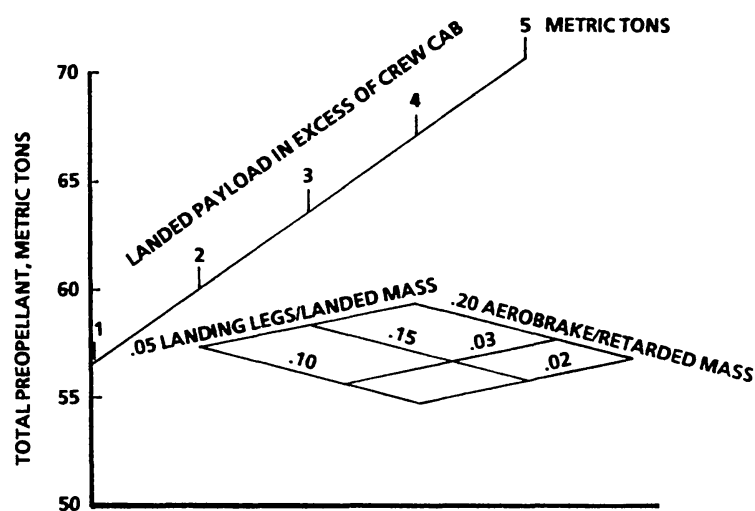 5 METRIC TONS
LANDED PAYLOAD IN EXCESS OF CREW CAB
4
3
2
1
70
65
60
55
50
TOTAL PREOPELLANT, METRIC TONS
.05 LANDING LEGS/LANDED MASS
.20 AEROBRAKE/RETARDED MASS
.15
.03
.10
.02